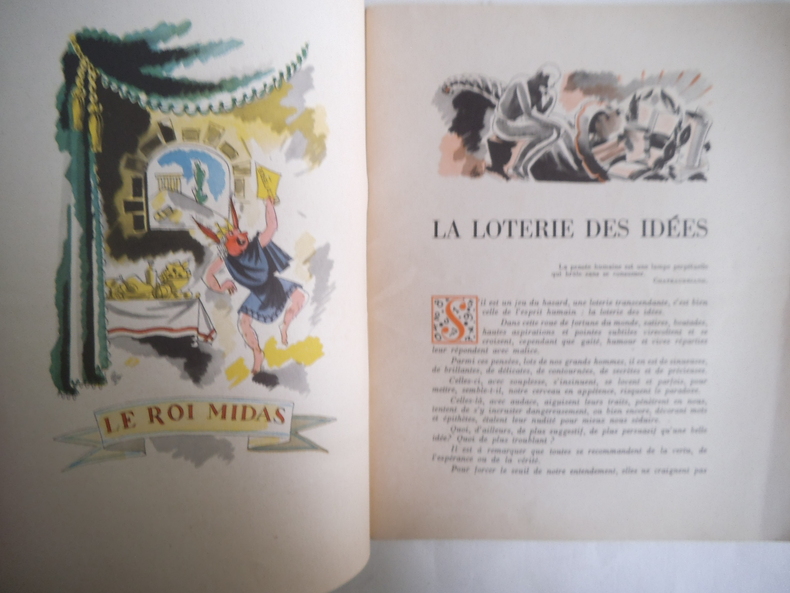 LE ROI MIDAS
LA LOTERIE DES IDÉES
La pensée humaine est une lampe perpétuelle
qui brûle sans se consumer.
CHATEAUBRIAND.
S'il est un jeu du hasard, une loterie transcendante, c'est bien
celle de l'esprit humain : la loterie des idées.
Dans cette roue de fortune du monde, satires, boutades,
hautes aspirations et pointes subtiles circulent et se
croisent, cependant que gaîté, humour et vives réparties
leur répondent avec malice.
Parmi ces pensées, lots de nos grands hommes, il en est de
de brillantes, de délicates, de contournées, de secrètes et de précieuses.
Celles-ci, avec souplesse, s'insinuent, se lovent et parfois, pour
mettre, semble-t-il, notre cerveau en appétence, risquent le paradoxe.
Celles-là, avec audace, aiguisent leurs traits, pénètrent en nous,
tentent de s'y incruster dangereusement, ou bien encore, décorant mots
et épithètes, étalent leur nudité pour mieux nous séduire.
Quoi, d'ailleurs, de plus suggestif, de plus persuasif qu'une belle
idée? Quoi de plus troublant ?
Il est à remarquer que toutes se recommandent de la vertu, de
l'espérance ou de la vérité.
Pour forcer le seuil de notre entendement, elles ne craignent pas